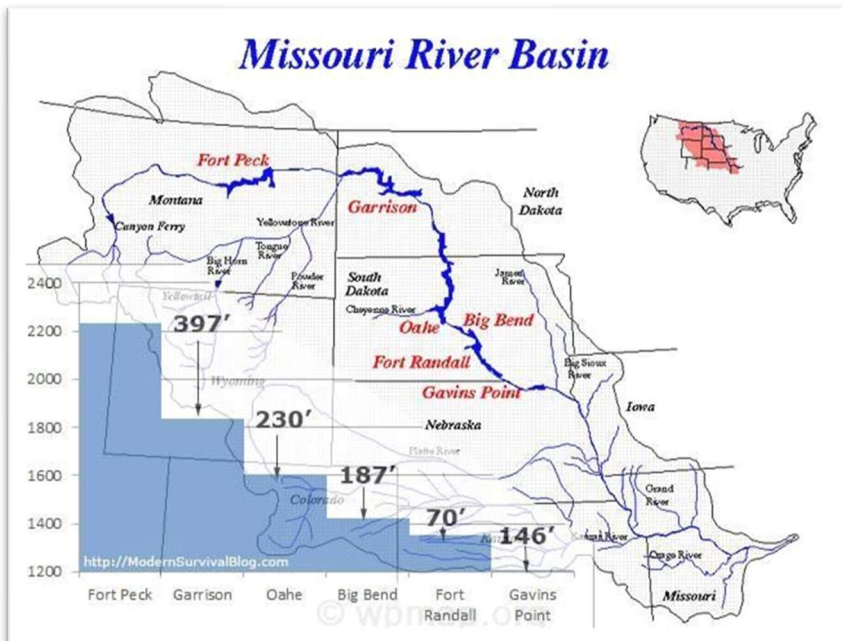 Missouri River Basin
Fort Peck
Montana
Canyon Ferry
Yellowstone River
Garrison
North
Dakota
Big Horn
River
Tongue
River
Powder
River
South
Dakota
James
River
Yellowtail
Cheyenne River
Oahe
Big Bend
Fort Randall
Big Sioux
River
Wyoming
Gavins Point
Iowa
Nebraska
Platte River
Colorado
Grand
River
Osage River
Missouri
2400
2200
2000
1800
1600
1400
1200
397′
230′
187′
70′
146′
http://ModernSurvivalBlog.com
Fort Peck
Garrison
Oahe
Big Bend
Fort
Randall
Gavins
Point
© wpmap.org